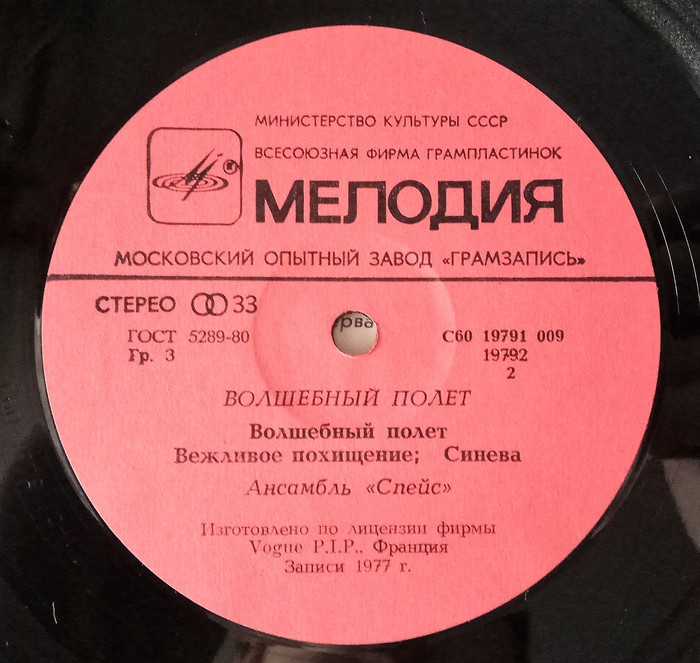 МИНИСТЕРСТВО КУЛЬТУРЫ СССР
ВСЕСОЮЗНАЯ ФИРМА ГРАМПЛАСТИНОК
МЕЛОДИЯ
МОСКОВСКИЙ ОПЫТНЫЙ ЗАВОД «ГРАМЗАПИСЬ»
СТЕРЕО 33
рва
ГОСТ 5289-80
С60 19791 009
Гр. 3
19792
2
ВОЛШЕБНЫЙ ПОЛЕТ
Волшебный полет
Вежливое похищение; Синева
Ансамбль «Спейс»
Изготовлено по лицензии фирмы
Vogue P.I.P., Франция
Записи 1977 г.